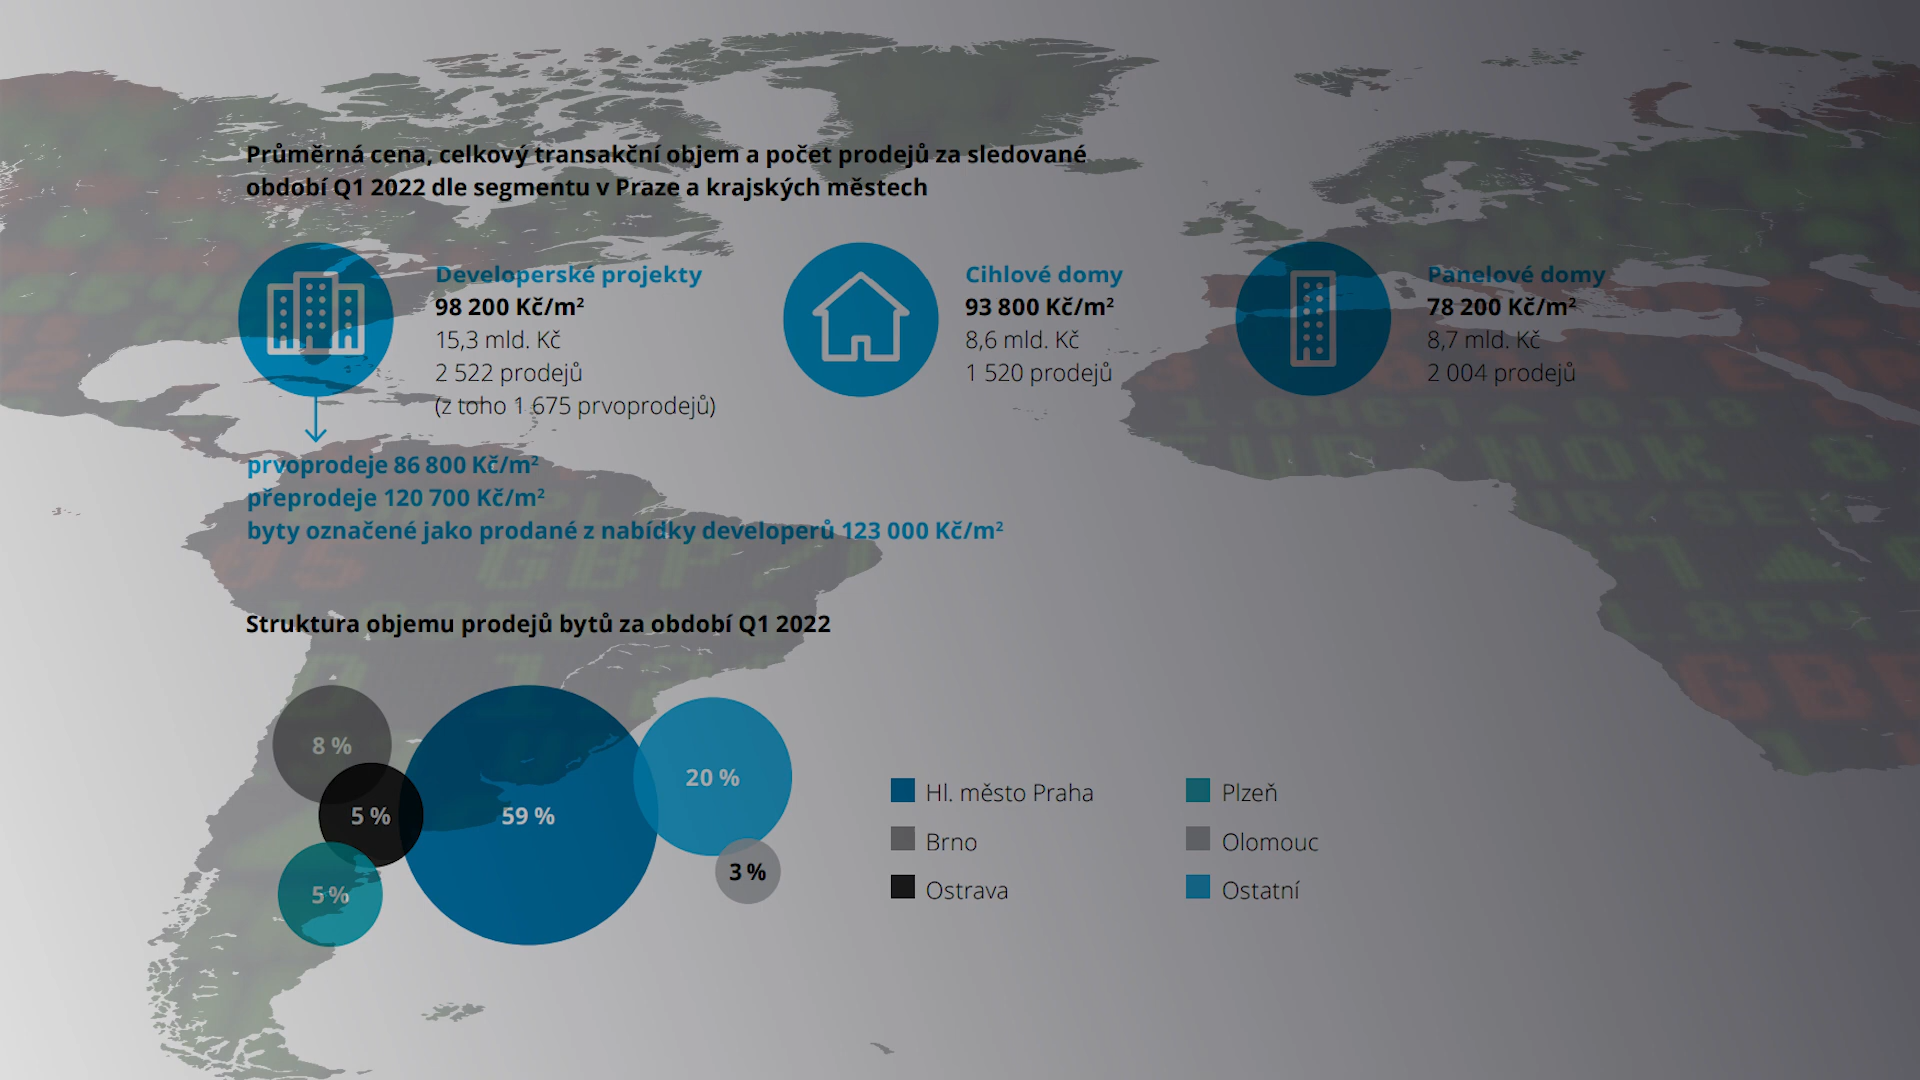 Průměrná cena, celkový transakční objem a počet prodejů za sledované
období Q1 2022 dle segmentu v Praze a krajských městech
Developerské projekty
98 200 Kč/m²
15,3 mld. Kč
2 522 prodejů
(z toho 1 675 prvoprodejů)
Cihlové domy
93 800 Kč/m²
8,6 mld. Kč
1 520 prodejů
Panelové domy
78 200 Kč/m²
8,7 mld. Kč
2 004 prodejů
prvoprodeje 86 800 Kč/m²
přeprodeje 120 700 Kč/m²
byty označené jako prodané z nabídky developerů 123 000 Kč/m²
Struktura objemu prodejů bytů za období Q1 2022
8 %
5 %
5 %
59 %
20 %
3 %
Hl. město Praha
Brno
Ostrava
Plzeň
Olomouc
Ostatní
EUR/NOK 8
GBP/